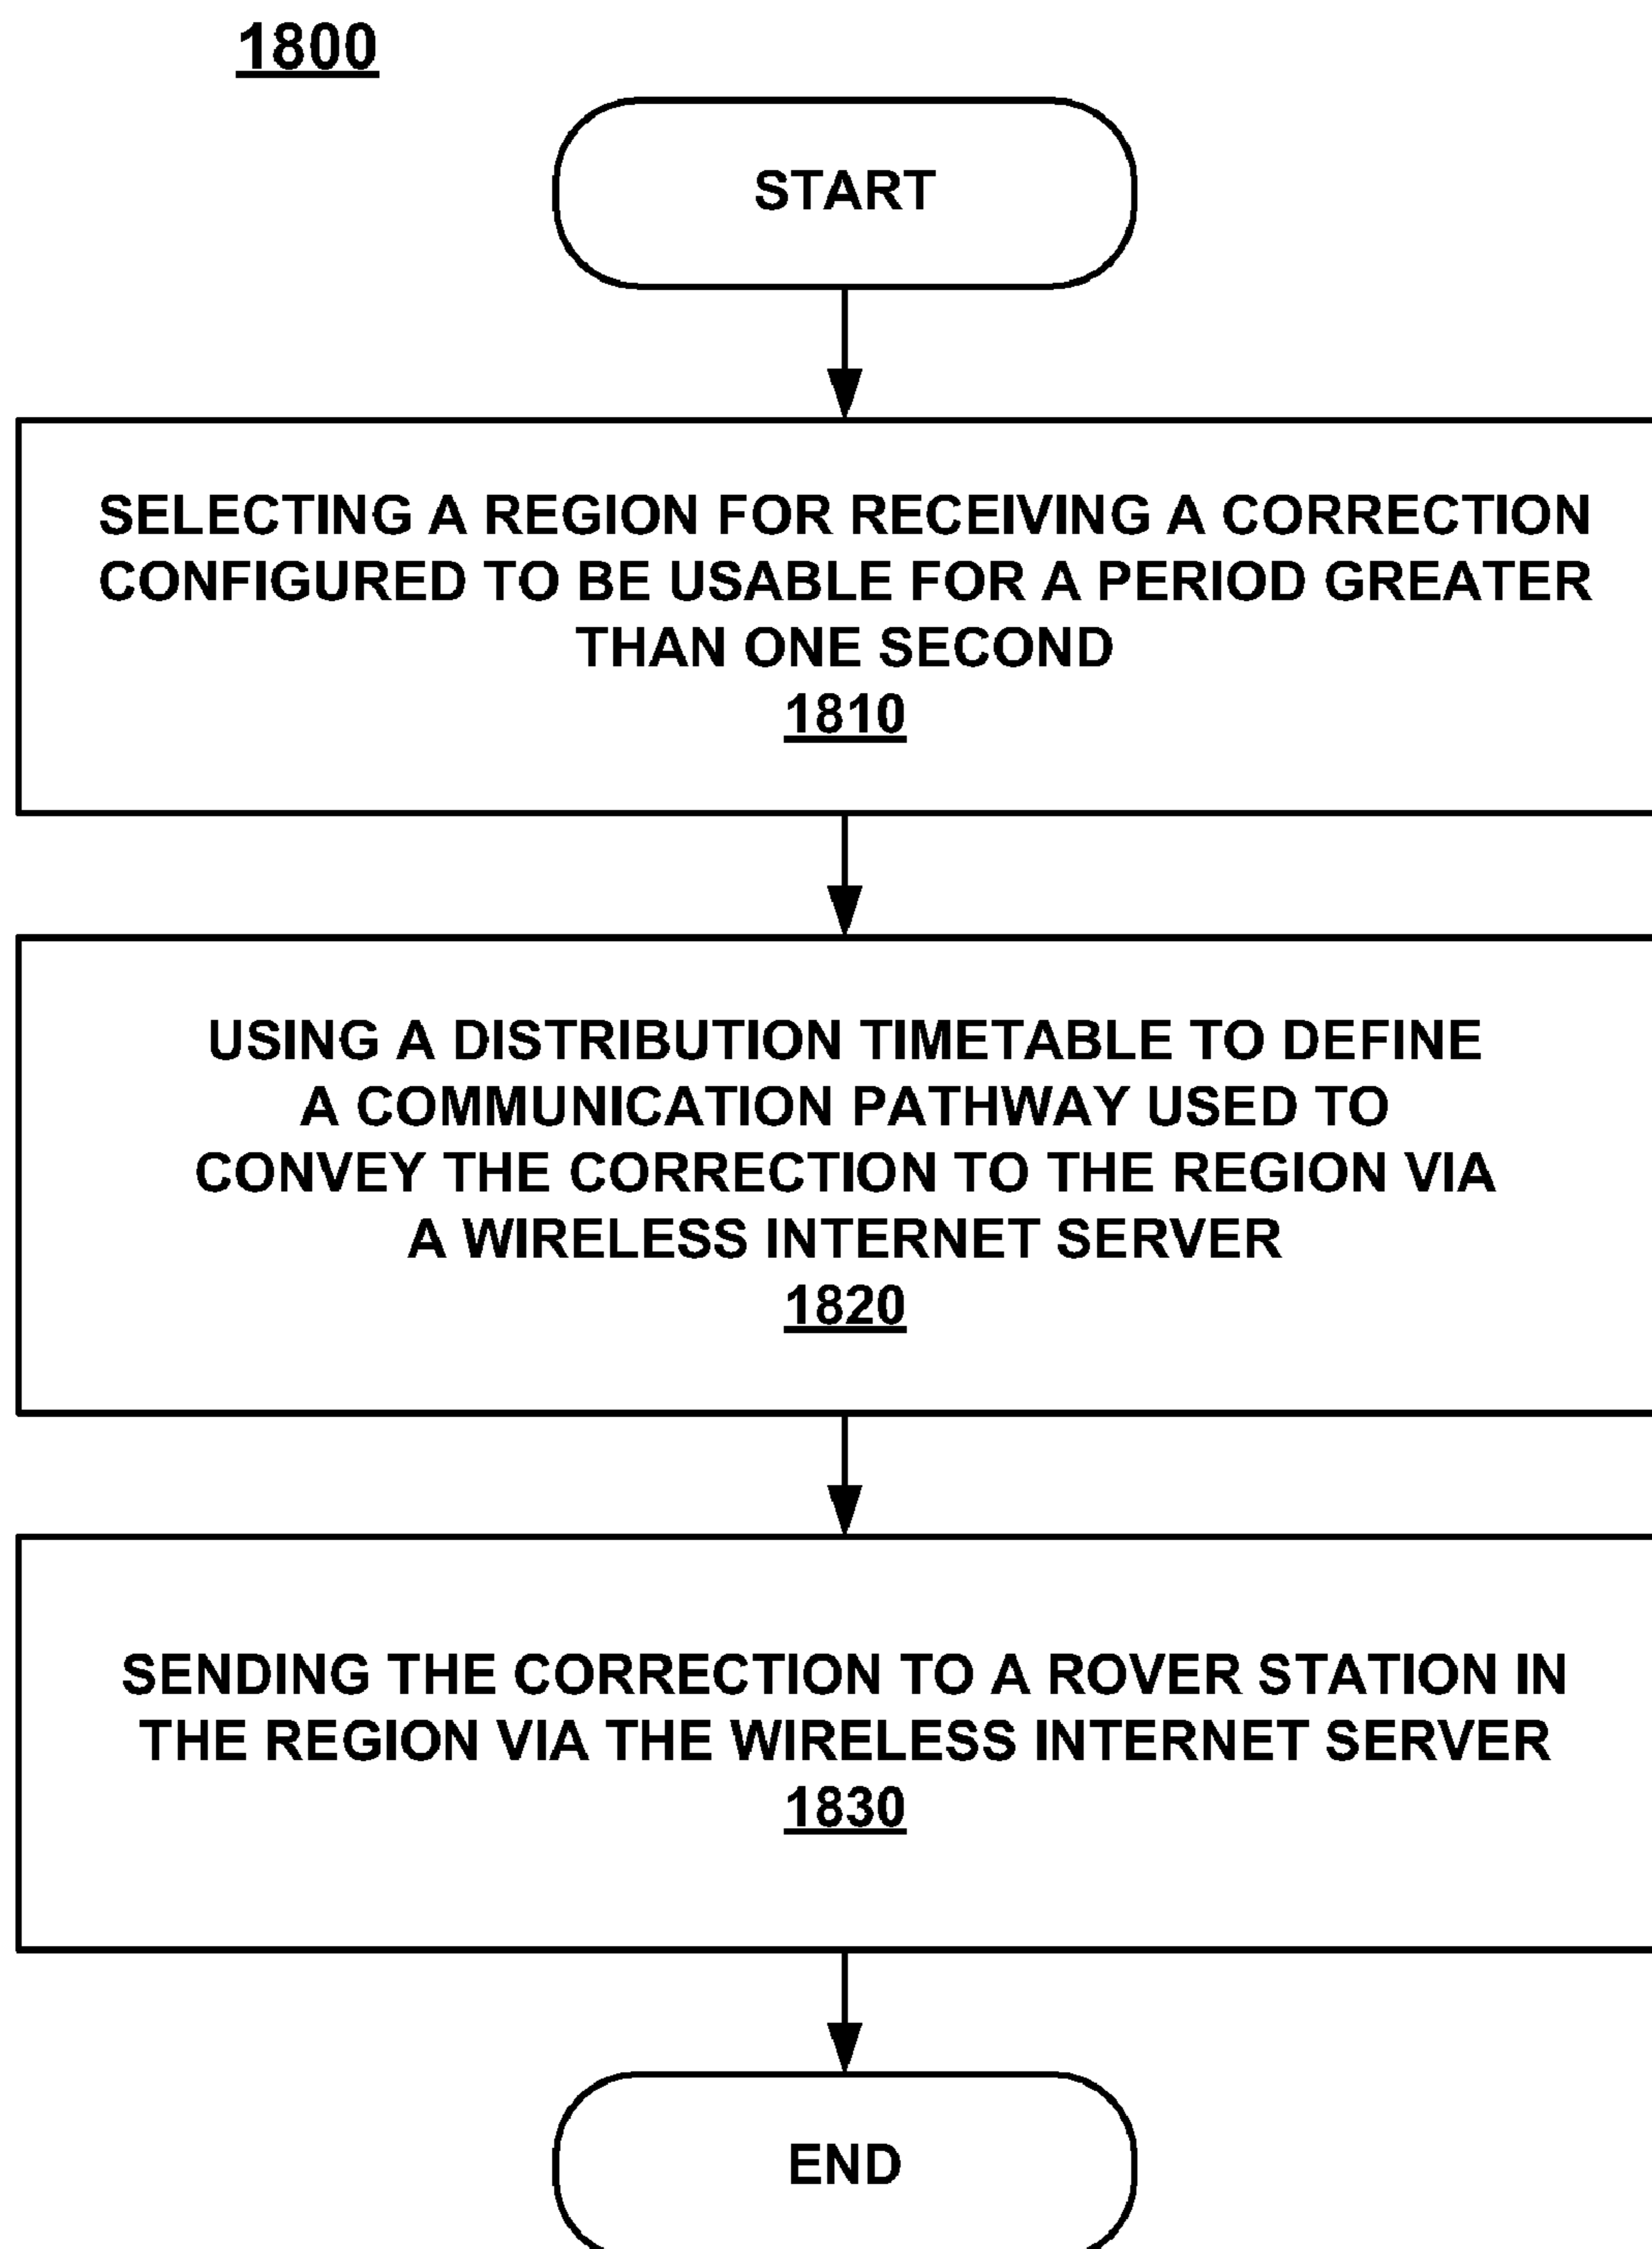 1800
START
SELECTING A REGION FOR RECEIVING A CORRECTION
CONFIGURED TO BE USABLE FOR A PERIOD GREATER
THAN ONE SECOND
1810
USING A DISTRIBUTION TIMETABLE TO DEFINE
A COMMUNICATION PATHWAY USED TO
CONVEY THE CORRECTION TO THE REGION VIA
A WIRELESS INTERNET SERVER
1820
SENDING THE CORRECTION TO A ROVER STATION IN
THE REGION VIA THE WIRELESS INTERNET SERVER
1830
END